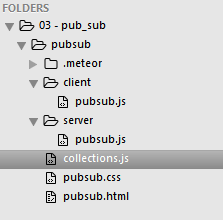 FOLDERS
03 - pub_sub
pubsub
.meteor
client
pubsub.js
server
pubsub.js
collections.js
pubsub.css
pubsub.html